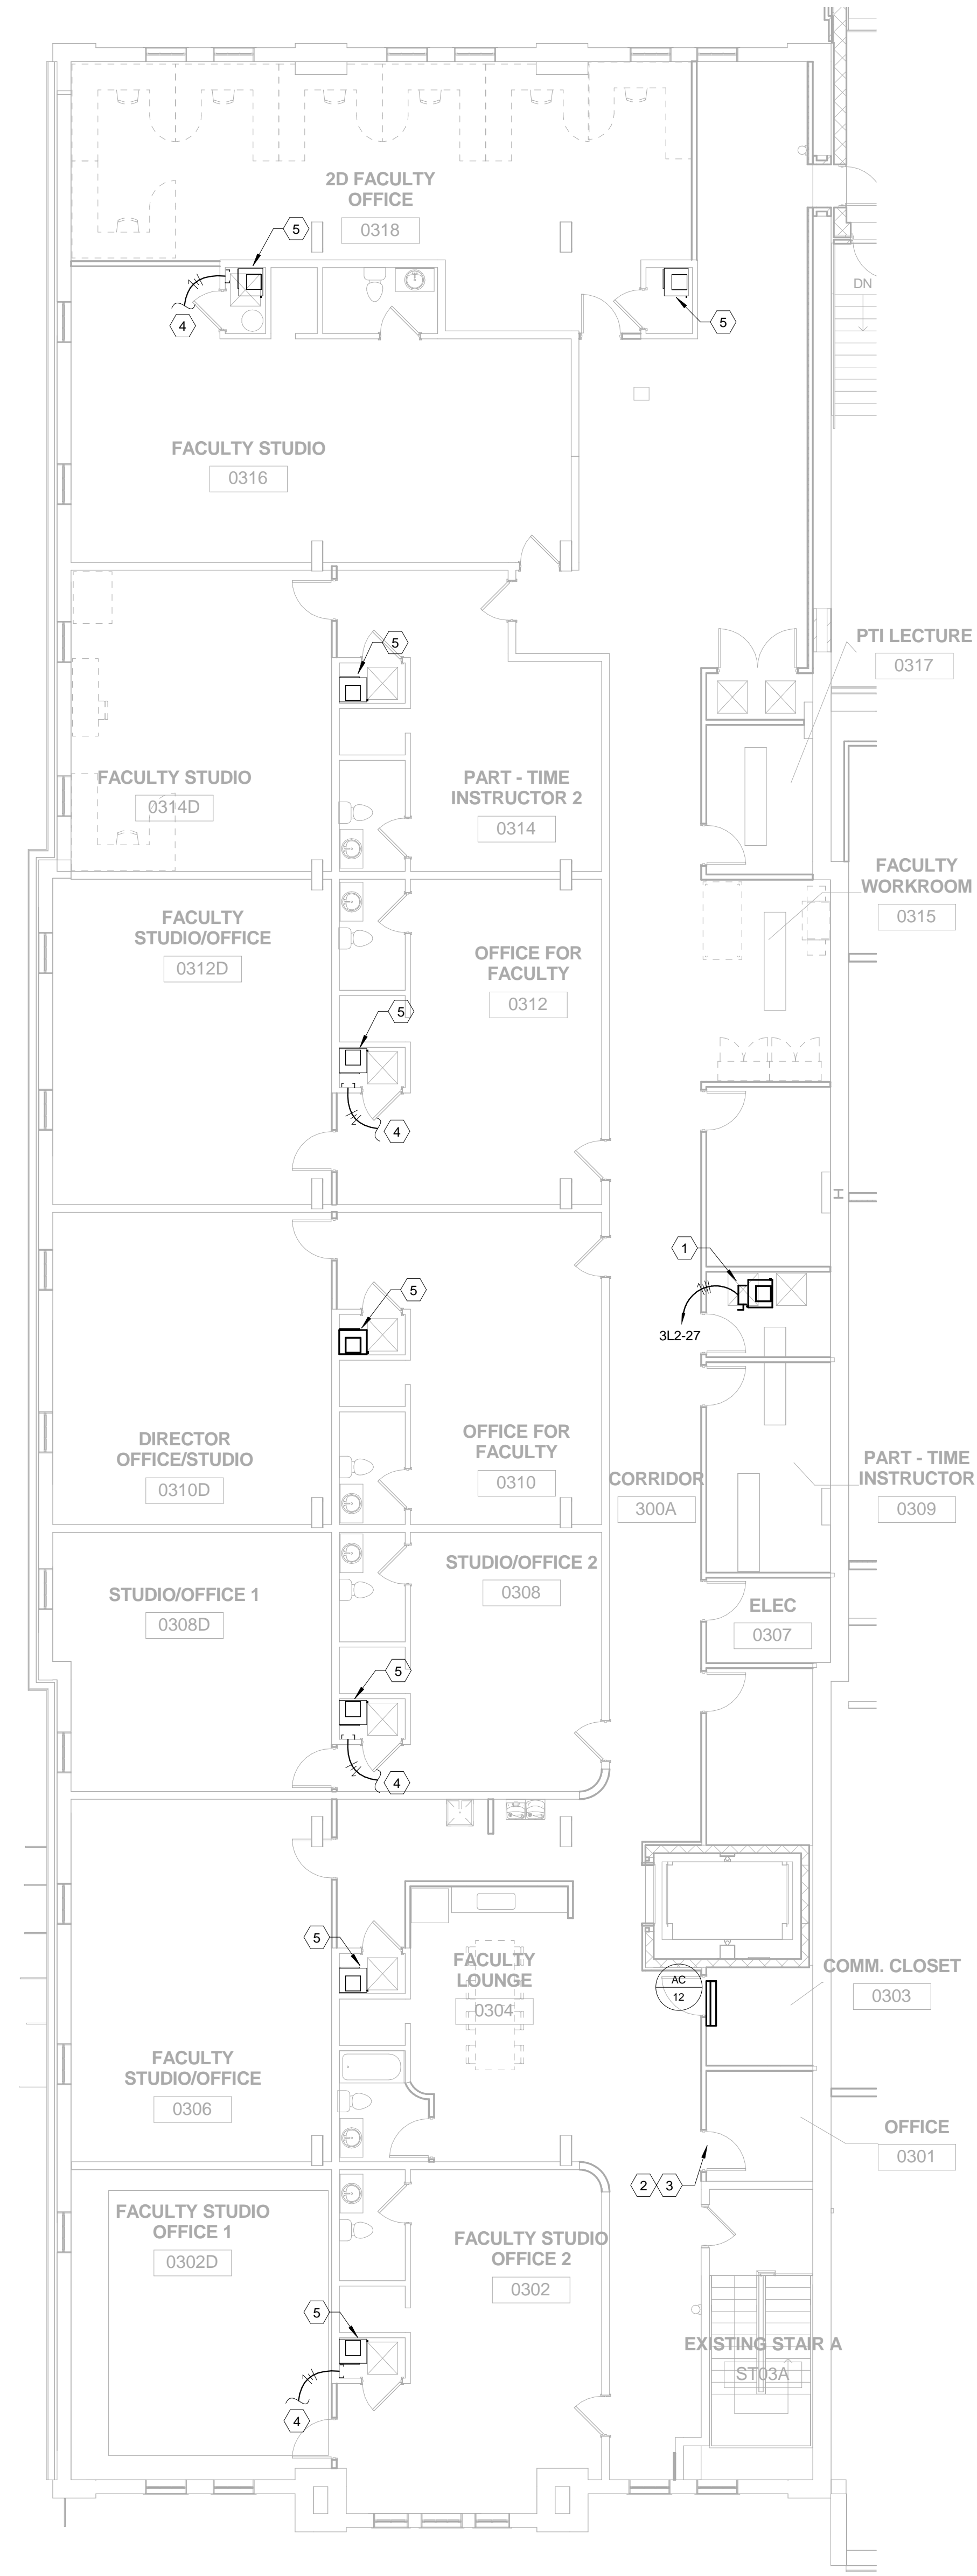 2D FACULTY
OFFICE
0318
5
4
5
DN
FACULTY STUDIO
0316
5
PTI LECTURE
0317
FACULTY STUDIO
0314D
PART - TIME
INSTRUCTOR 2
0314
FACULTY
WORKROOM
0315
FACULTY
STUDIO/OFFICE
0312D
OFFICE FOR
FACULTY
0312
5
4
1
3L2-27
5
DIRECTOR
OFFICE/STUDIO
0310D
OFFICE FOR
FACULTY
0310
CORRIDOR
300A
PART - TIME
INSTRUCTOR
0309
STUDIO/OFFICE 1
0308D
STUDIO/OFFICE 2
0308
ELEC
0307
5
4
5
FACULTY
LOUNGE
0304
AC
12
COMM. CLOSET
0303
FACULTY
STUDIO/OFFICE
0306
OFFICE
0301
2
3
FACULTY STUDIO
OFFICE 1
0302D
FACULTY STUDIO
OFFICE 2
0302
5
4
EXISTING STAIR A
ST03A